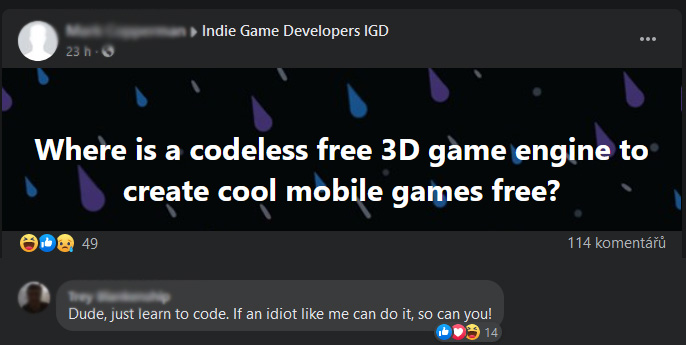 Indie Game Developers IGD
23 h
Where is a codeless free 3D game engine to
create cool mobile games free?
49
114 komentářů
Dude, just learn to code. If an idiot like me can do it, so can you!
14